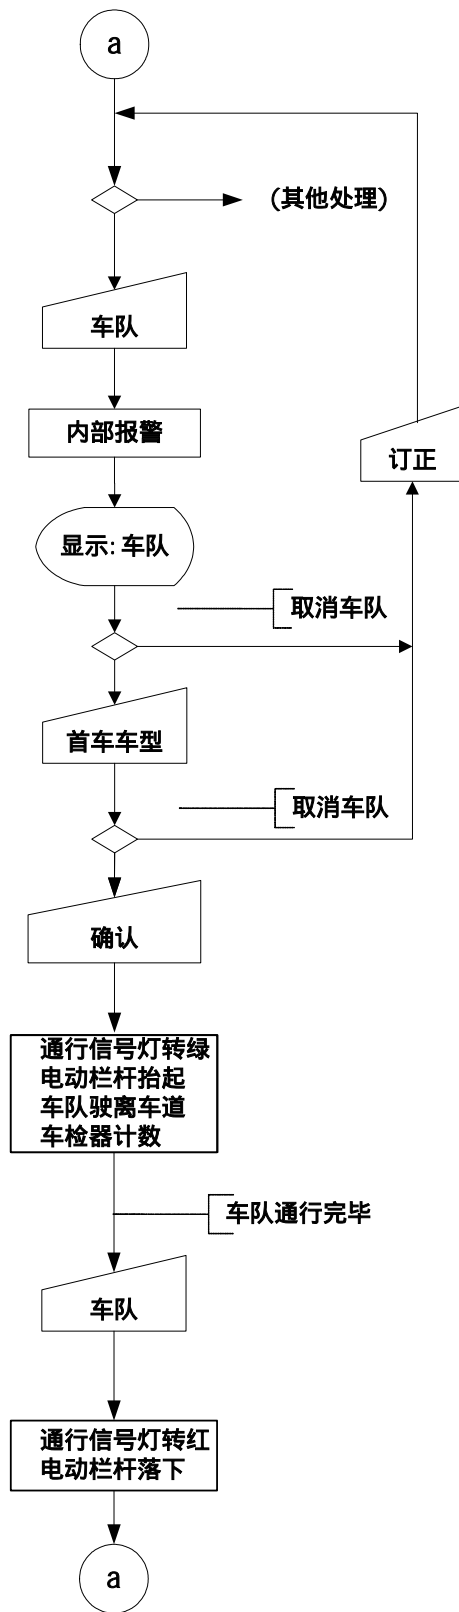 a
（其他处理）
车队
内部报警
订正
显示: 车队
取消车队
首车车型
取消车队
确认
通行信号灯转绿
电动栏杆抬起
车队驶离车道
车检器计数
车队通行完毕
车队
通行信号灯转红
电动栏杆落下
a